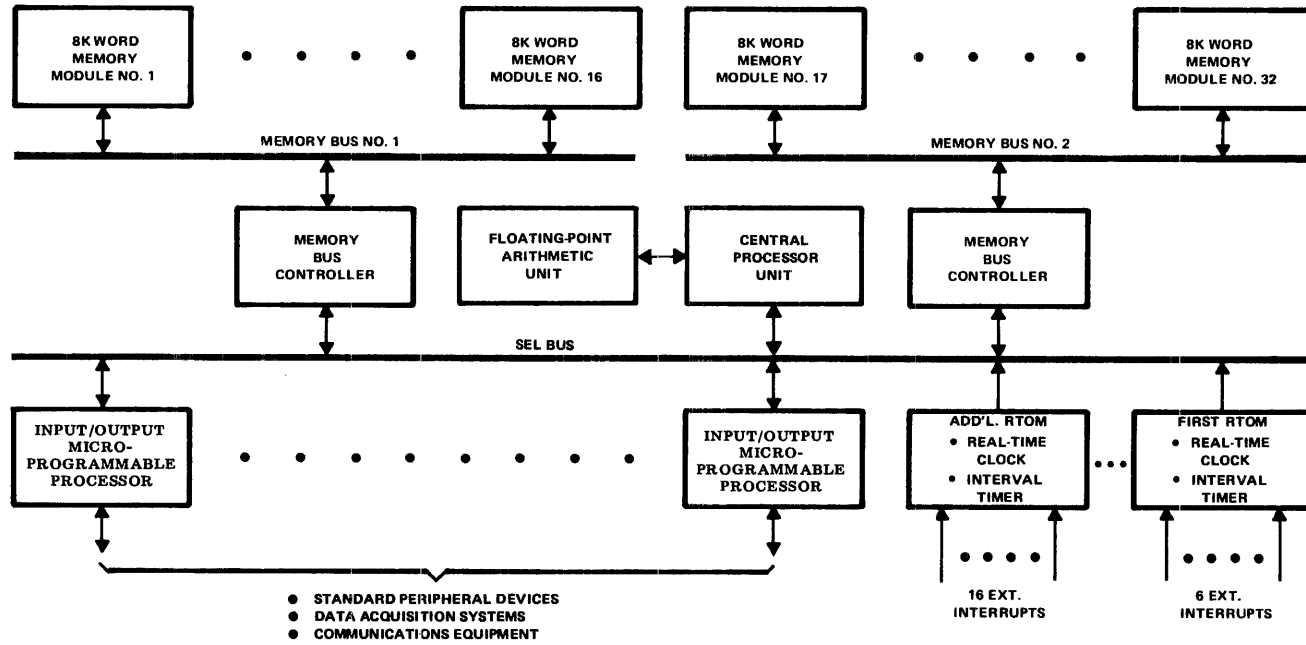 8K WORD
MEMORY
MODULE NO. 1
8K WORD
MEMORY
MODULE NO. 16
8K WORD
MEMORY
MODULE NO. 17
8K WORD
MEMORY
MODULE NO. 32
MEMORY BUS NO. 1
MEMORY BUS NO. 2
MEMORY
BUS
CONTROLLER
FLOATING-POINT
ARITHMETIC
UNIT
CENTRAL
PROCESSOR
UNIT
MEMORY
BUS
CONTROLLER
SEL BUS
INPUT/OUTPUT
MICRO-
PROGRAMMABLE
PROCESSOR
INPUT/OUTPUT
MICRO-
PROGRAMMABLE
PROCESSOR
ADD'L. RTOM
• REAL-TIME
CLOCK
• INTERVAL
TIMER
FIRST RTOM
• REAL-TIME
CLOCK
• INTERVAL
TIMER
• STANDARD PERIPHERAL DEVICES
• DATA ACQUISITION SYSTEMS
• COMMUNICATIONS EQUIPMENT
16 EXT.
INTERRUPTS
6 EXT.
INTERRUPTS